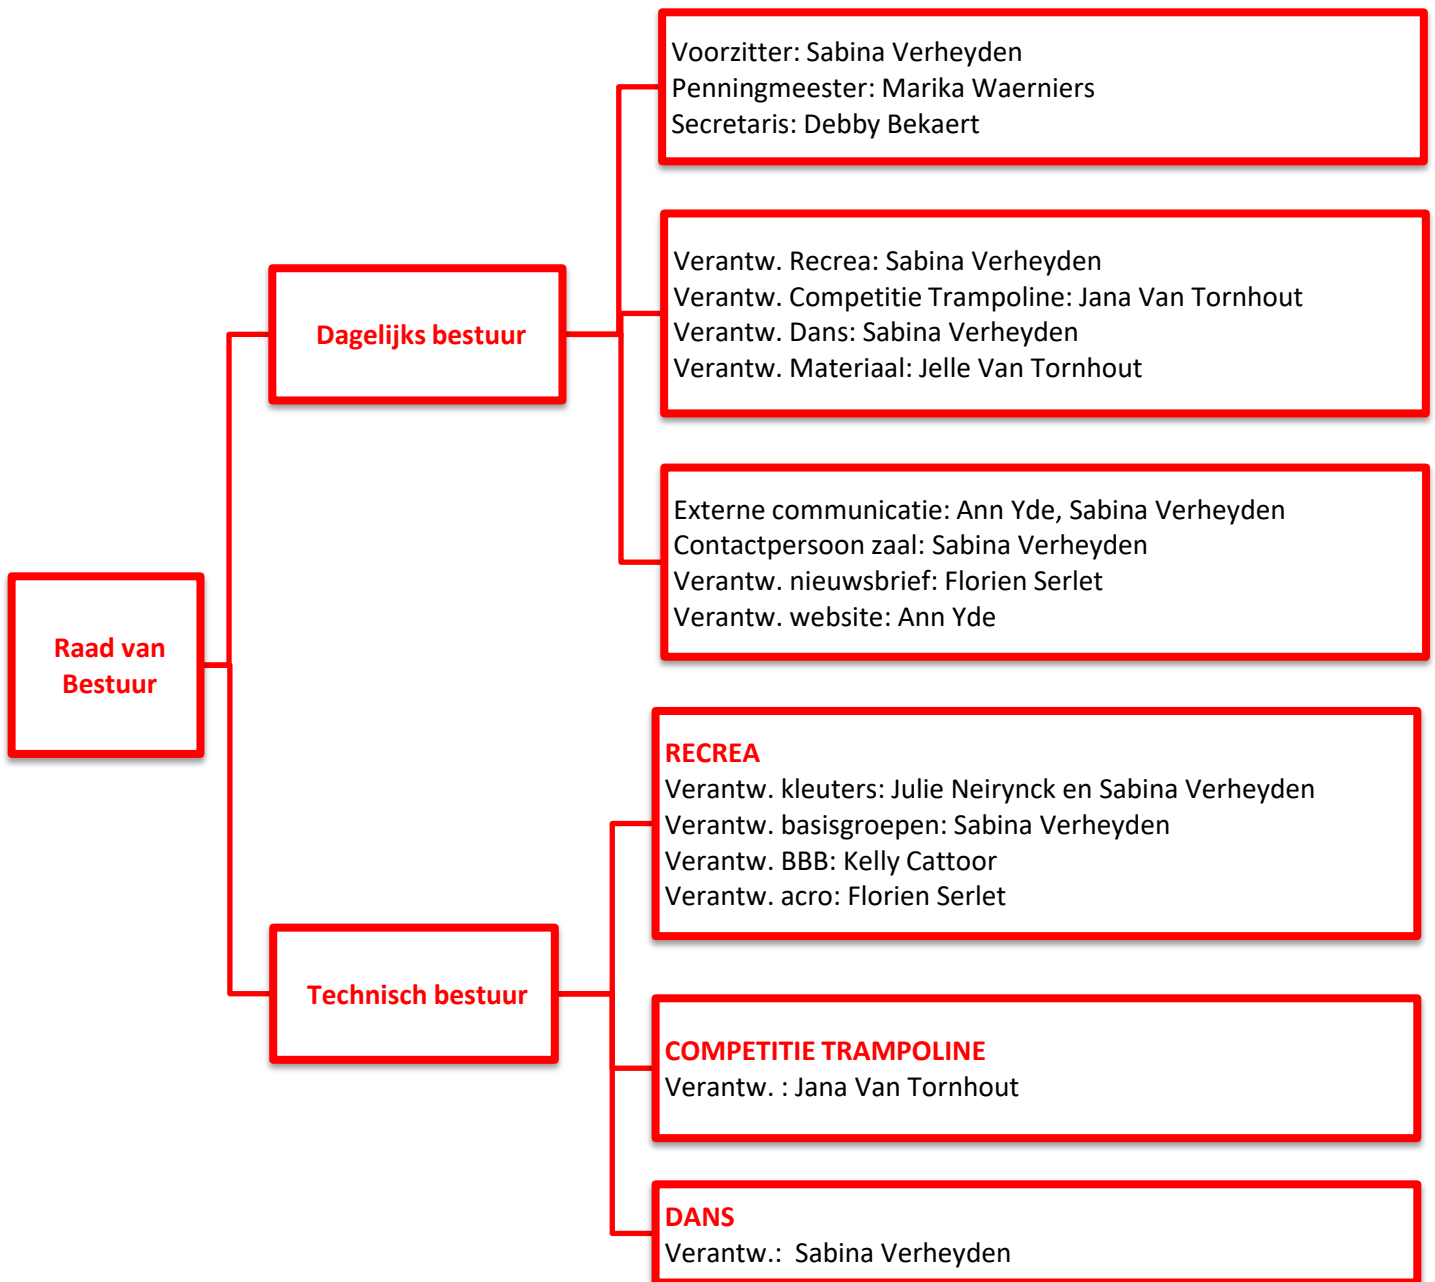 Voorzitter: Sabina Verheyden
Penningmeester: Marika Waerniers
Secretaris: Debby Bekaert
Verantw. Recrea: Sabina Verheyden
Verantw. Competitie Trampoline: Jana Van Tornhout
Verantw. Dans: Sabina Verheyden
Verantw. Materiaal: Jelle Van Tornhout
Dagelijks bestuur
Externe communicatie: Ann Yde, Sabina Verheyden
Contactpersoon zaal: Sabina Verheyden
Verantw. nieuwsbrief: Florien Serlet
Verantw. website: Ann Yde
Raad van
Bestuur
RECREA
Verantw. kleuters: Julie Neirynck en Sabina Verheyden
Verantw. basisgroepen: Sabina Verheyden
Verantw. BBB: Kelly Cattoor
Verantw. acro: Florien Serlet
Technisch bestuur
COMPETITIE TRAMPOLINE
Verantw. : Jana Van Tornhout
DANS
Verantw.: Sabina Verheyden